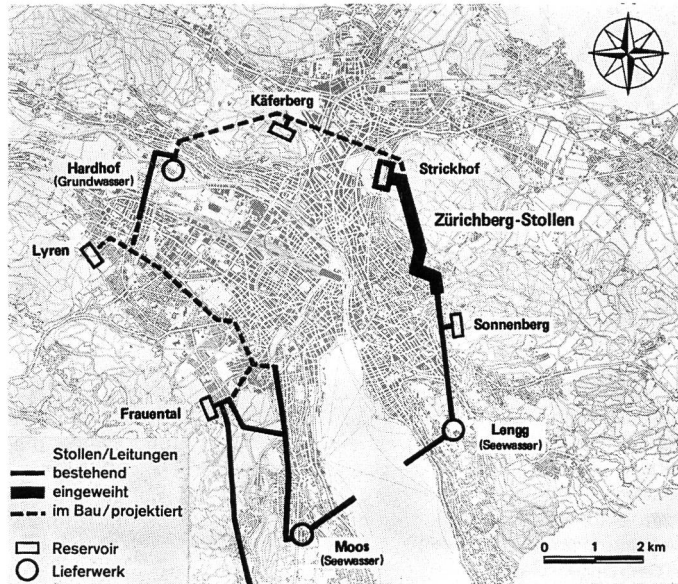 Käferberg
Hardhof
(Grundwasser)
Strickhof
Zürichberg-Stollen
Lyren
Sonnenberg
Frauental
Lengg
(Seewasser)
Stollen/Leitungen
bestehend
eingeweiht
im Bau/projektiert
Reservoir
Lieferwerk
Moos
(Seewasser)
0 1 2 km